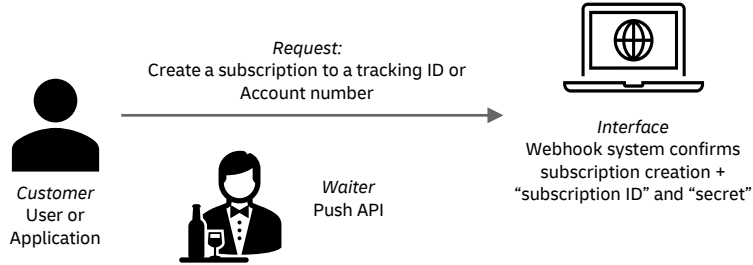 Request:
Create a subscription to a tracking ID or
Account number
Customer
User or
Application
Waiter
Push API
Interface
Webhook system confirms
subscription creation +
“subscription ID” and “secret”